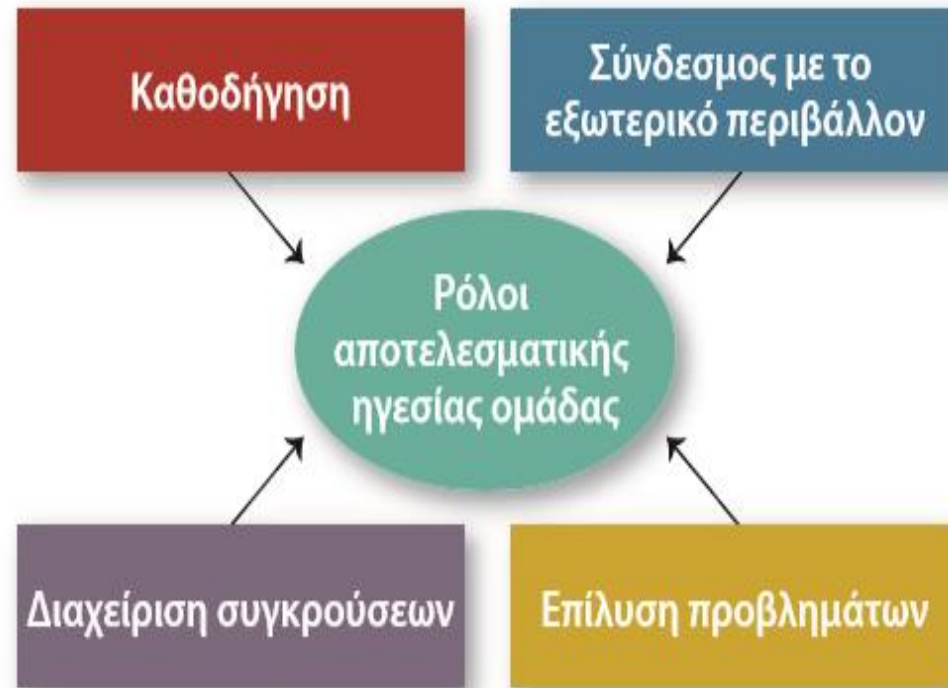 Καθοδήγηση
Σύνδεσμος με το
εξωτερικό περιβάλλον
Ρόλοι
αποτελεσματικής
ηγεσίας ομάδας
Διαχείριση συγκρούσεων
Επίλυση προβλημάτων